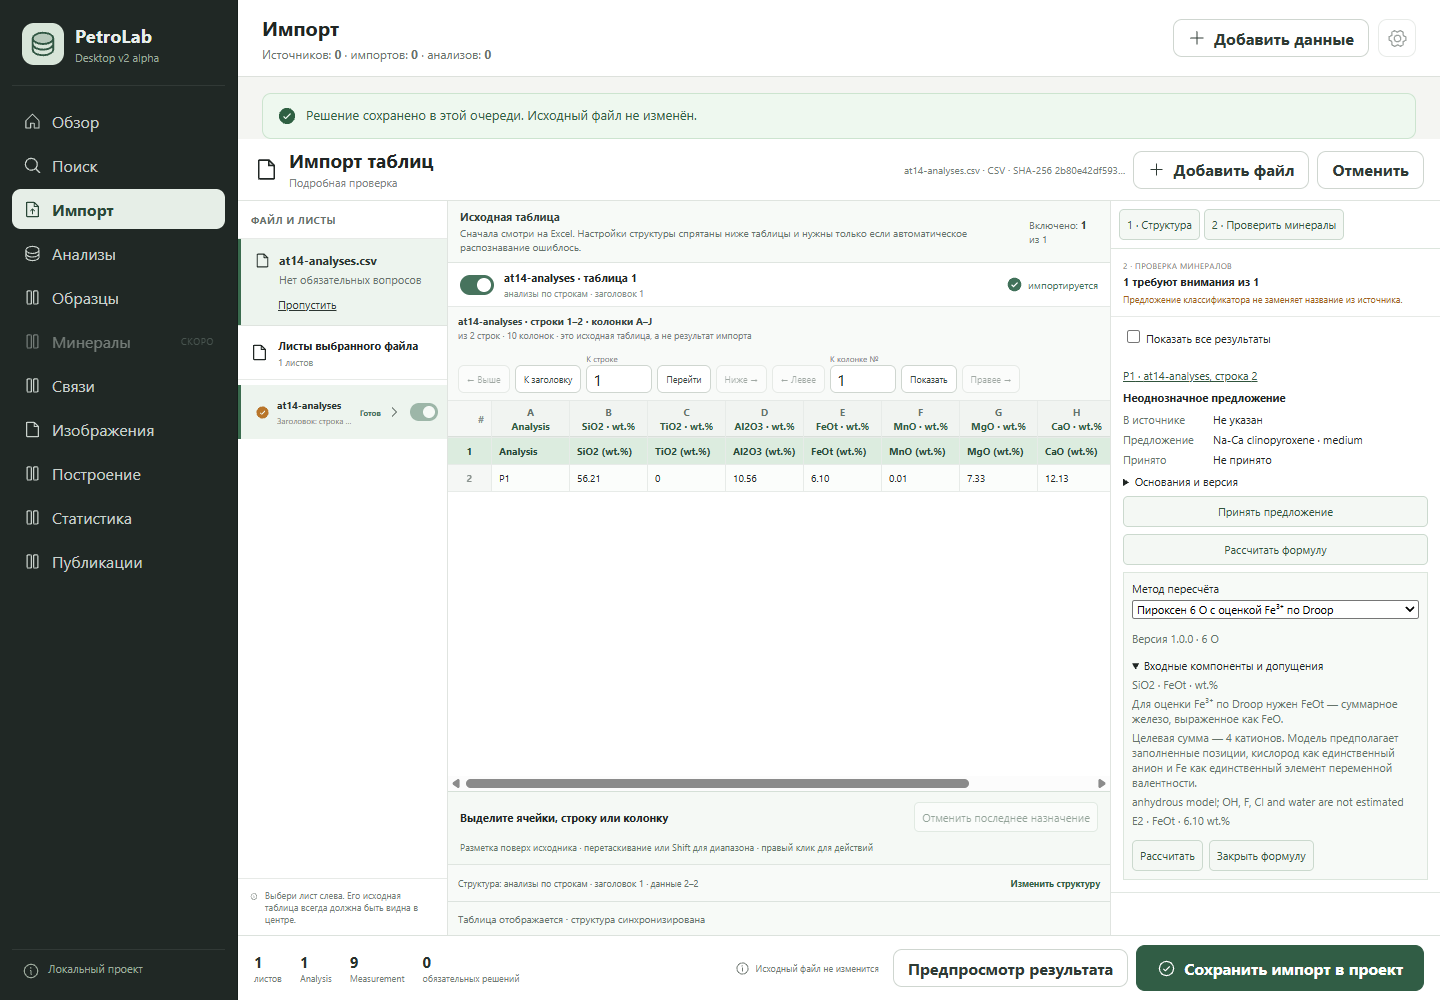 PetroLab
Desktop v2 alpha
Обзор
Поиск
Импорт
Анализы
Образцы
Минералы СКОРО
Связи
Изображения
Построение
Статистика
Публикации
Локальный проект
Импорт
Источников: 0 · импортов: 0 · анализов: 0
Добавить данные
Решение сохранено в этой очереди. Исходный файл не изменён.
Импорт таблиц
Подробная проверка
at14-analyses.csv · CSV · SHA-256 2b80e42df593...
Добавить файл
Отменить
ФАЙЛ И ЛИСТЫ
at14-analyses.csv
Нет обязательных вопросов
Пропустить
Листы выбранного файла
1 листов
at14-analyses
Заголовок: строка ...
Готов
Выбери лист слева. Его исходная
таблица всегда должна быть видна в
центре.
Исходная таблица
Сначала смотри на Excel. Настройки структуры спрятаны ниже таблицы и нужны только если автоматическое
распознавание ошиблось.
Включено: 1
из 1
at14-analyses · таблица 1
анализы по строкам · заголовок 1
импортируется
at14-analyses · строки 1–2 · колонки A–J
из 2 строк · 10 колонок · это исходная таблица, а не результат импорта
К строке
К колонке №
← Выше
К заголовку
1
Перейти
Ниже →
← Левее
1
Показать
Правее →
# A B C D E F G H
Analysis SiO2 · wt.% TiO2 · wt.% Al2O3 · wt.% FeOt · wt.% MnO · wt.% MgO · wt.% CaO · wt.%
1 Analysis SiO2 (wt.%) TiO2 (wt.%) Al2O3 (wt.%) FeOt (wt.%) MnO (wt.%) MgO (wt.%) CaO (wt.%)
2 P1 56.21 0 10.56 6.10 0.01 7.33 12.13
Выделите ячейки, строку или колонку
Отменить последнее назначение
Разметка поверх исходника · перетаскивание или Shift для диапазона · правый клик для действий
Структура: анализы по строкам · заголовок 1 · данные 2–2
Изменить структуру
Таблица отображается · структура синхронизирована
1 · Структура
2 · Проверить минералы
2 · ПРОВЕРКА МИНЕРАЛОВ
1 требуют внимания из 1
Предложение классификатора не заменяет название из источника.
Показать все результаты
P1 · at14-analyses, строка 2
Неоднозначное предложение
В источнике Не указан
Предложение Na-Ca clinopyroxene · medium
Принято Не принято
Основания и версия
Принять предложение
Рассчитать формулу
Метод пересчёта
Пироксен 6 O с оценкой Fe³⁺ по Droop
Версия 1.0.0 · 6 O
Входные компоненты и допущения
SiO2 · FeOt · wt.%
Для оценки Fe³⁺ по Droop нужен FeOt — суммарное
железо, выраженное как FeO.
Целевая сумма — 4 катионов. Модель предполагает
заполненные позиции, кислород как единственный
анион и Fe как единственный элемент переменной
валентности.
anhydrous model; OH, F, Cl and water are not estimated
E2 · FeOt · 6.10 wt.%
Рассчитать
Закрыть формулу
1 листов
1 Analysis
9 Measurement
0 обязательных решений
Исходный файл не изменится
Предпросмотр результата
Сохранить импорт в проект